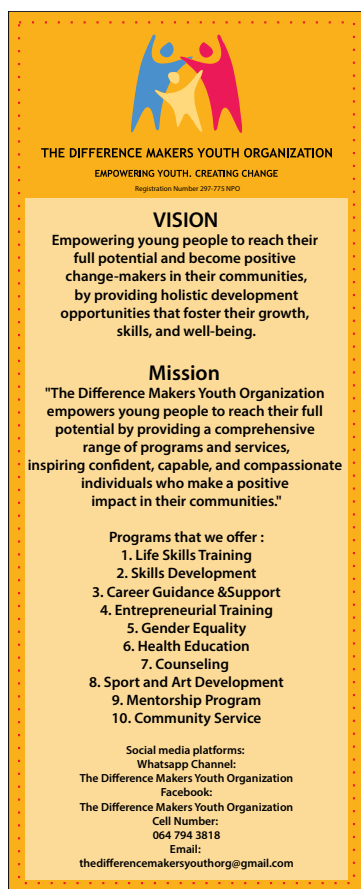 THE DIFFERENCE MAKERS YOUTH ORGANIZATION
EMPOWERING YOUTH. CREATING CHANGE
Registration Number 297-775 NPO
VISION
Empowering young people to reach their
full potential and become positive
change-makers in their communities,
by providing holistic development
opportunities that foster their growth,
skills, and well-being.
Mission
"The Difference Makers Youth Organization
empowers young people to reach their full
potential by providing a comprehensive
range of programs and services,
inspiring confident, capable, and compassionate
individuals who make a positive
impact in their communities."
Programs that we offer :
1. Life Skills Training
2. Skills Development
3. Career Guidance &Support
4. Entrepreneurial Training
5. Gender Equality
6. Health Education
7. Counseling
8. Sport and Art Development
9. Mentorship Program
10. Community Service
Social media platforms:
Whatsapp Channel:
The Difference Makers Youth Organization
Facebook:
The Difference Makers Youth Organization
Cell Number:
064 794 3818
Email:
thedifferencemakersyouthorg@gmail.com